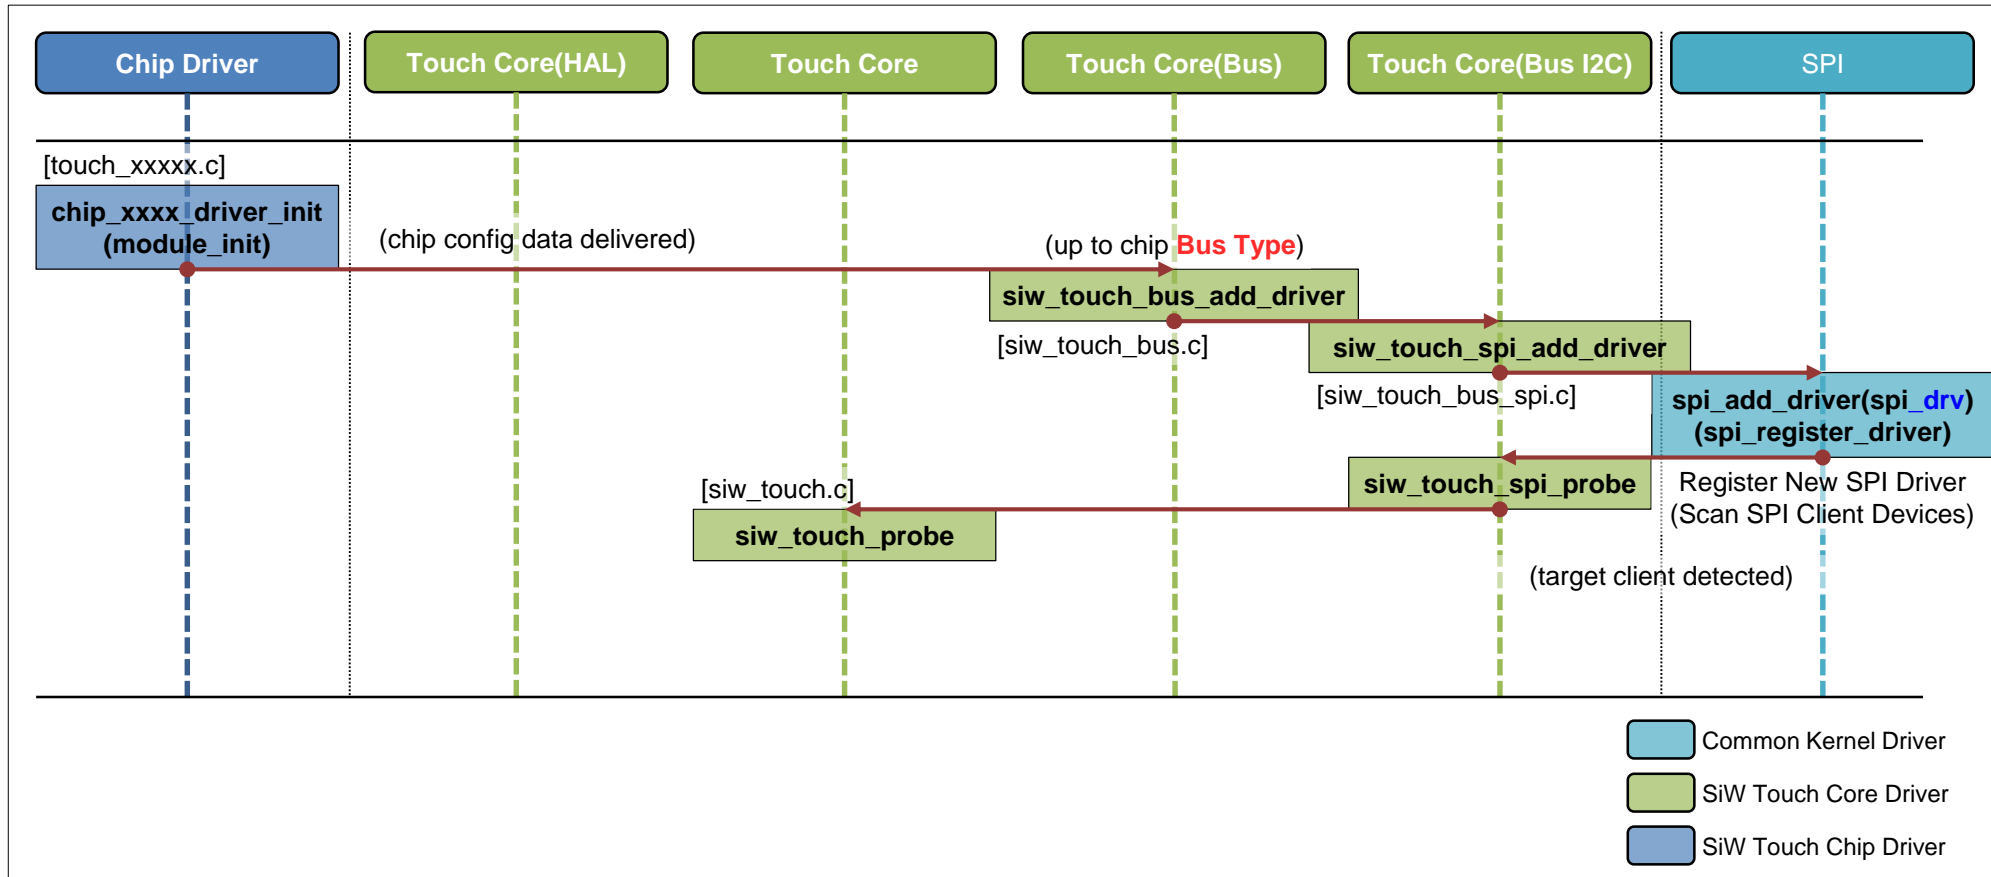 Chip Driver
Touch Core(HAL)
Touch Core
Touch Core(Bus)
Touch Core(Bus I2C)
SPI
[touch_xxxxx.c]
chip_xxxx_driver_init
(module_init)
(chip config data delivered)
(up to chip Bus Type)
siw_touch_bus_add_driver
[siw_touch_bus.c]
siw_touch_spi_add_driver
[siw_touch_bus_spi.c]
spi_add_driver(spi_drv)
(spi_register_driver)
siw_touch_spi_probe
Register New SPI Driver
(Scan SPI Client Devices)
[siw_touch.c]
siw_touch_probe
(target client detected)
Common Kernel Driver
SiW Touch Core Driver
SiW Touch Chip Driver